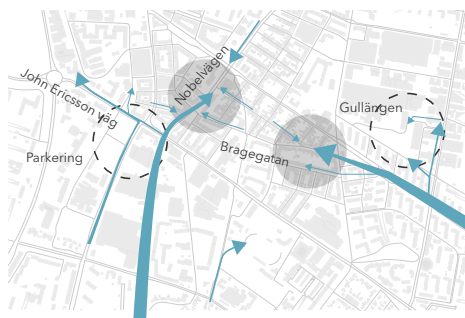 Nobelvägen
John Ericsson väg
Gullängen
Bragegatan
Parkering